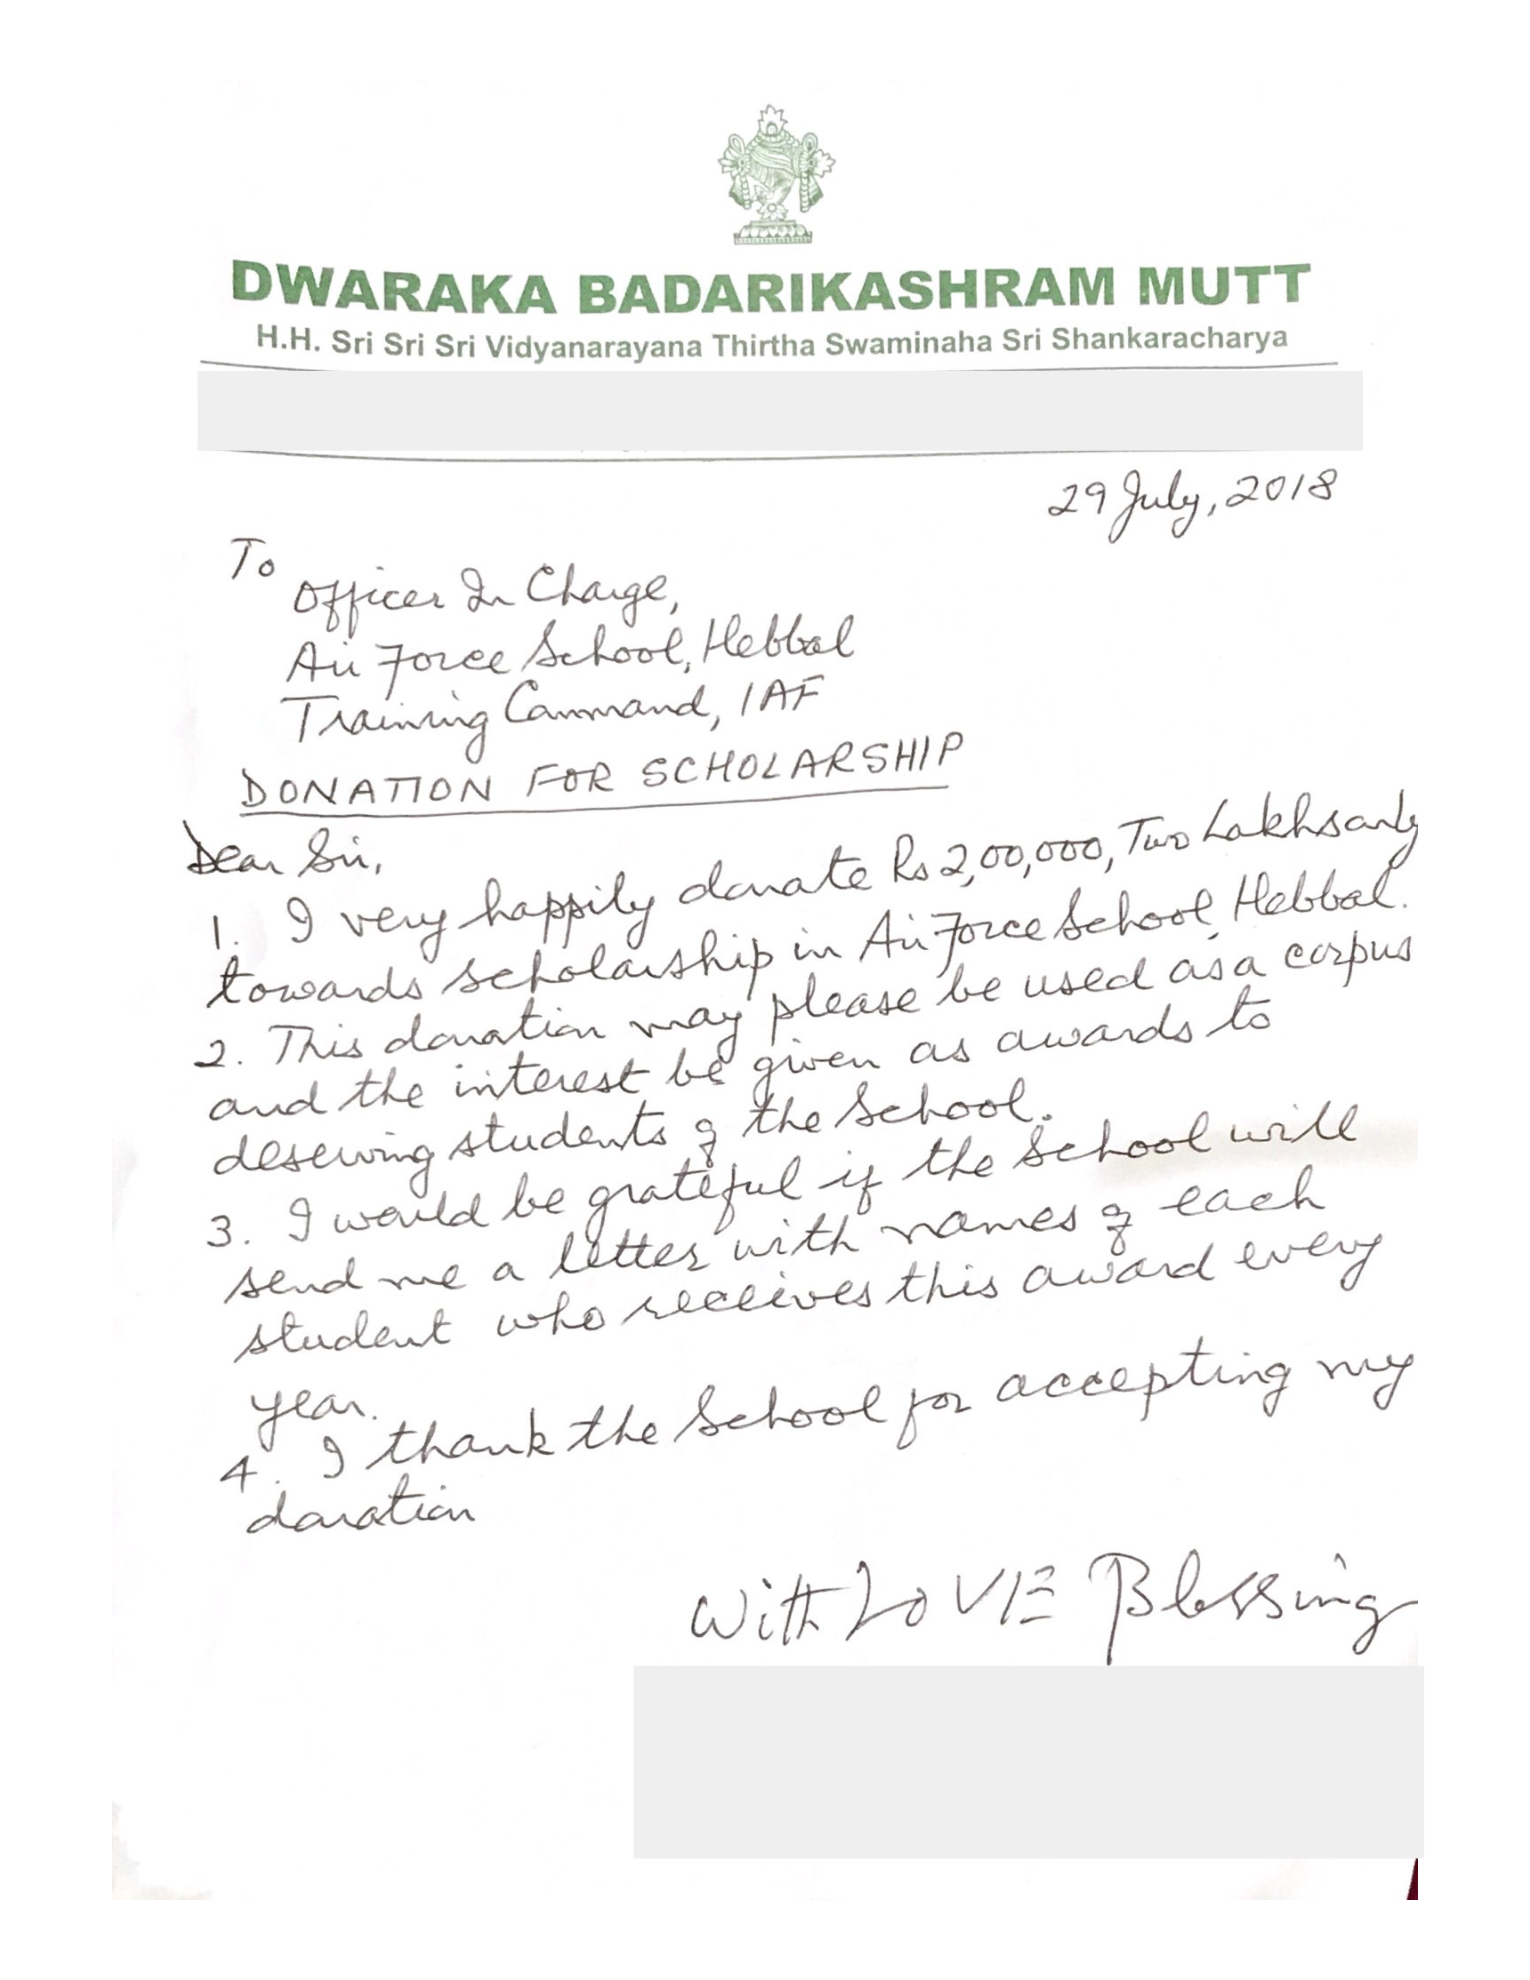 DWARAKA BADARIKASHRAM MUTT
H.H. Sri Sri Sri Vidyanarayana Thirtha Swaminaha Sri Shankaracharya
29 July, 2018
To
Officer In Charge,
Air Force School, Hebbal
Training Command, IAF
DONATION FOR SCHOLARSHIP
Dear Sir,
1. I very happily donate Rs 2,00,000, Two Lakhs only
towards scholarship in Air Force School, Hebbal.
2. This donation may please be used as a corpus
and the interest be given as awards to
deserving students of the School.
3. I would be grateful if the School will
send me a letter with names of each
student who receives this award every
year.
4. I thank the School for accepting my
donation
With LOVE Blessing